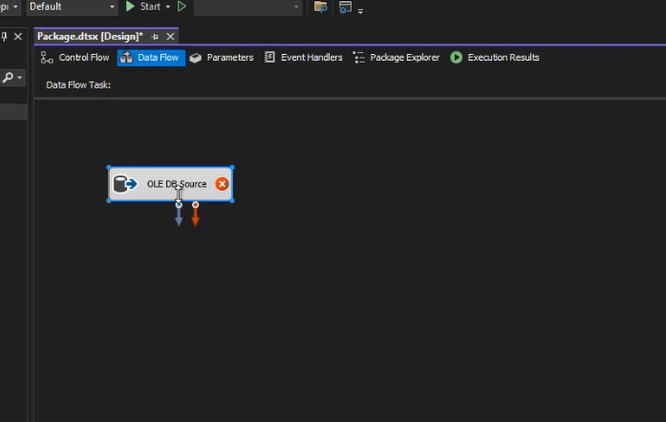 Default Start
Package.dtsx [Design]*
Control Flow Data Flow Parameters Event Handlers Package Explorer Execution Results
Data Flow Task:
OLE DB Source